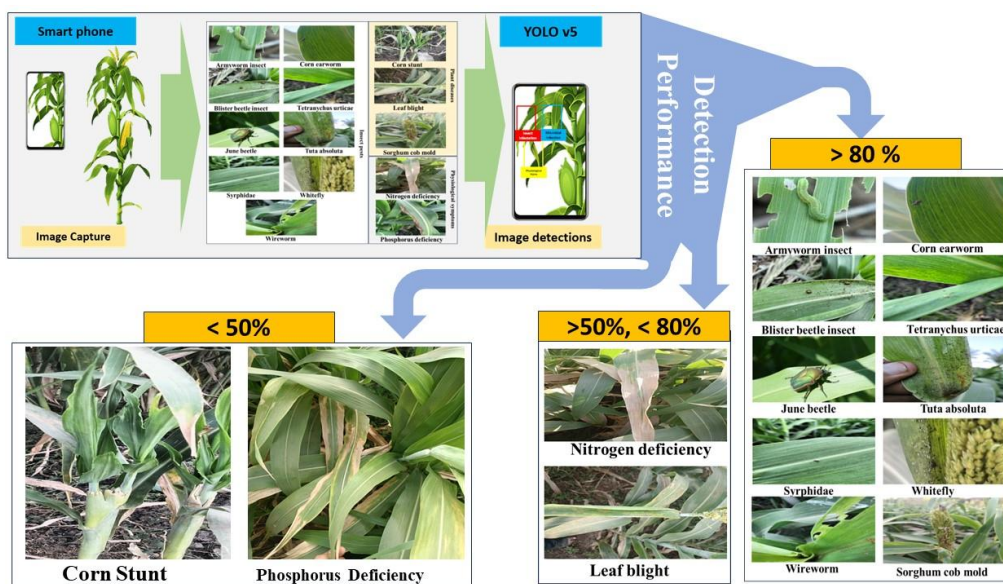 Smart phone
Image Capture
Armyworm insect
Corn earworm
Blister beetle insect
Tetranychus urticae
June beetle
Tuta absoluta
Syrphidae
Whitefly
Wireworm
Insect pests
Corn stunt
Leaf blight
Sorghum cob mold
Plant diseases
Nitrogen deficiency
Phosphorus deficiency
Physiological symptoms
YOLO v5
Image detections
Detection
Performance
> 80 %
Armyworm insect
Corn earworm
Blister beetle insect
Tetranychus urticae
June beetle
Tuta absoluta
Syrphidae
Whitefly
Wireworm
Sorghum cob mold
< 50%
Corn Stunt
Phosphorus Deficiency
>50%, < 80%
Nitrogen deficiency
Leaf blight